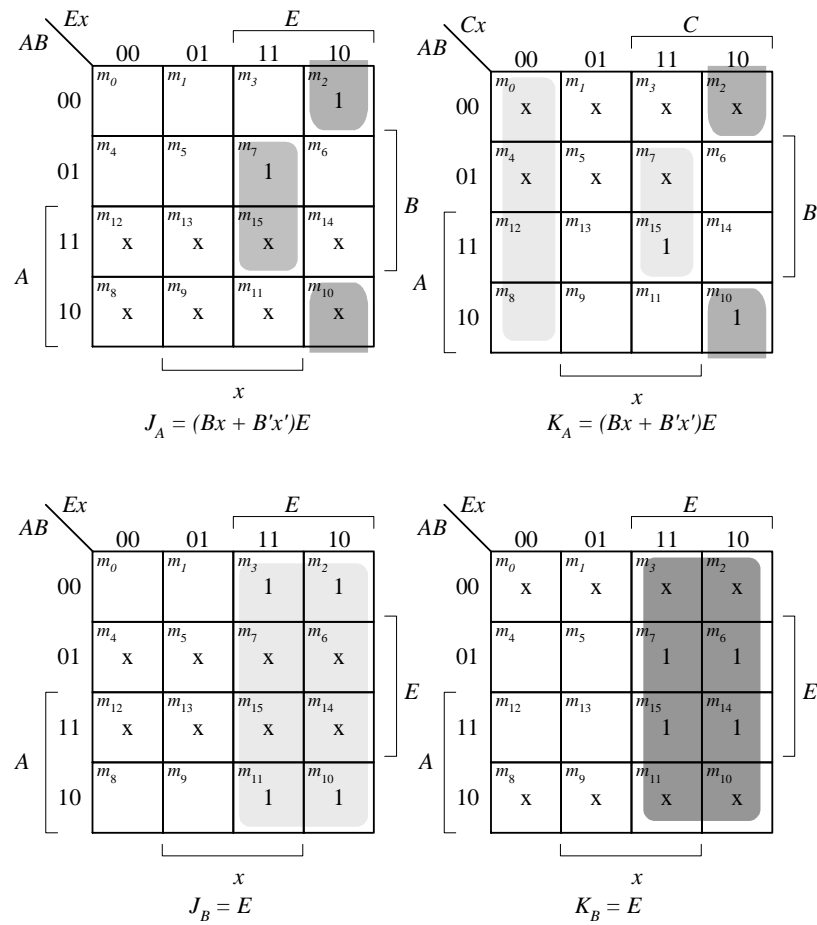 Ex E
AB 00 01 11 10
m0 m1 m3 m2
00 1
m4 m5 m7 m6
01 1
B
m12 m13 m15 m14
11 x x x x
A
m8 m9 m11 m10
10 x x x x
x
J_A = (Bx + B'x')E
Cx C
AB 00 01 11 10
m0 m1 m3 m2
00 x x x x
m4 m5 m7 m6
01 x x x
B
m12 m13 m15 m14
11 1
A
m8 m9 m11 m10
10 1
x
K_A = (Bx + B'x')E
Ex E
AB 00 01 11 10
m0 m1 m3 m2
00 1 1
m4 m5 m7 m6
01 x x x x
E
m12 m13 m15 m14
11 x x x x
A
m8 m9 m11 m10
10 1 1
x
J_B = E
Ex E
AB 00 01 11 10
m0 m1 m3 m2
00 x x x x
m4 m5 m7 m6
01 1 1
E
m12 m13 m15 m14
11 1 1
A
m8 m9 m11 m10
10 x x x x
x
K_B = E